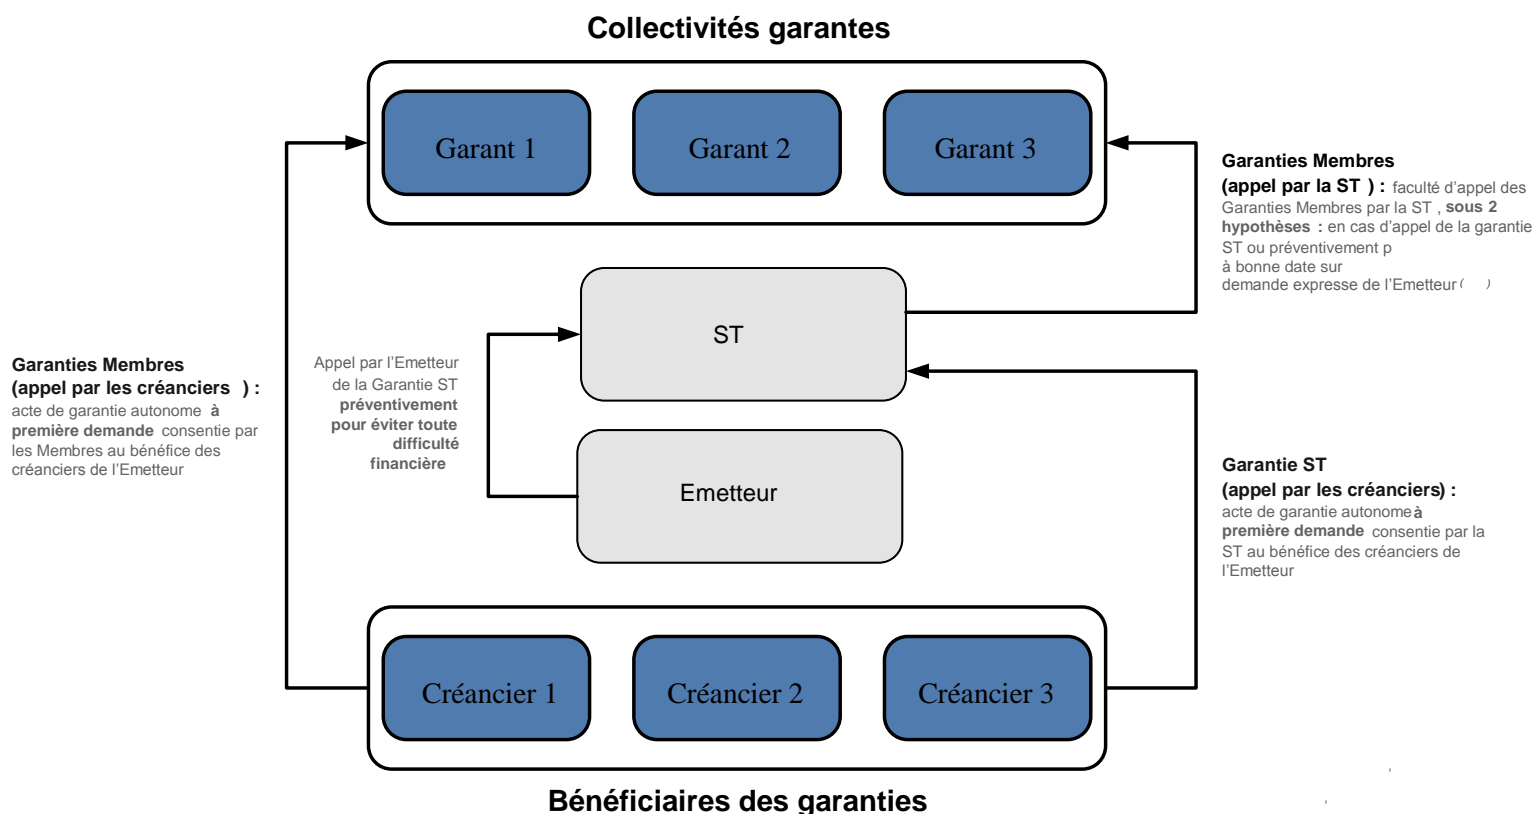 Collectivités garantes
Garant 1
Garant 2
Garant 3
Garanties Membres
(appel par la ST ) : faculté d’appel des
Garanties Membres par la ST , sous 2
hypothèses : en cas d’appel de la garantie
ST ou préventivement p
à bonne date sur
demande expresse de l’Emetteur ( )
ST
Appel par l’Emetteur
de la Garantie ST
préventivement
pour éviter toute
difficulté
financière
Garanties Membres
(appel par les créanciers ) :
acte de garantie autonome à
première demande consentie par
les Membres au bénéfice des
créanciers de l’Emetteur
Emetteur
Garantie ST
(appel par les créanciers) :
acte de garantie autonome à
première demande consentie par la
ST au bénéfice des créanciers de
l’Emetteur
Créancier 1
Créancier 2
Créancier 3
Bénéficiaires des garanties